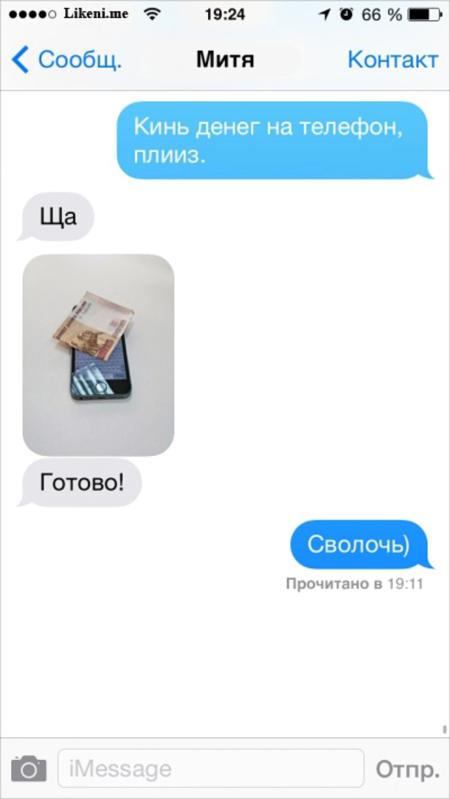 Likeni.me 19:24 66 %
Сообщ. Митя Контакт
Кинь денег на телефон,
плииз.
Ща
Готово!
Сволочь)
Прочитано в 19:11
iMessage Отпр.